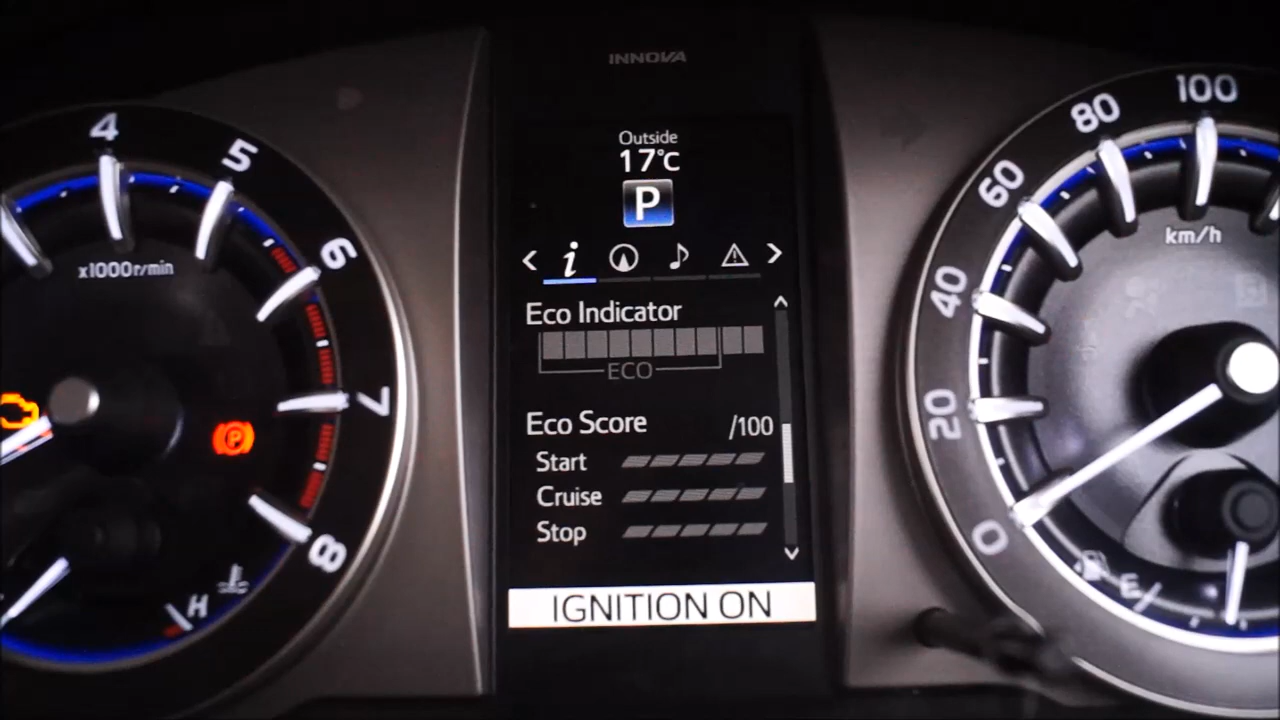 INNOVA
Outside
17°C
P
< i >
Eco Indicator
ECO
Eco Score /100
Start
Cruise
Stop
IGNITION ON
4
5
6
7
8
x1000r/min
P
H
100
80
60
40
20
0
km/h
E